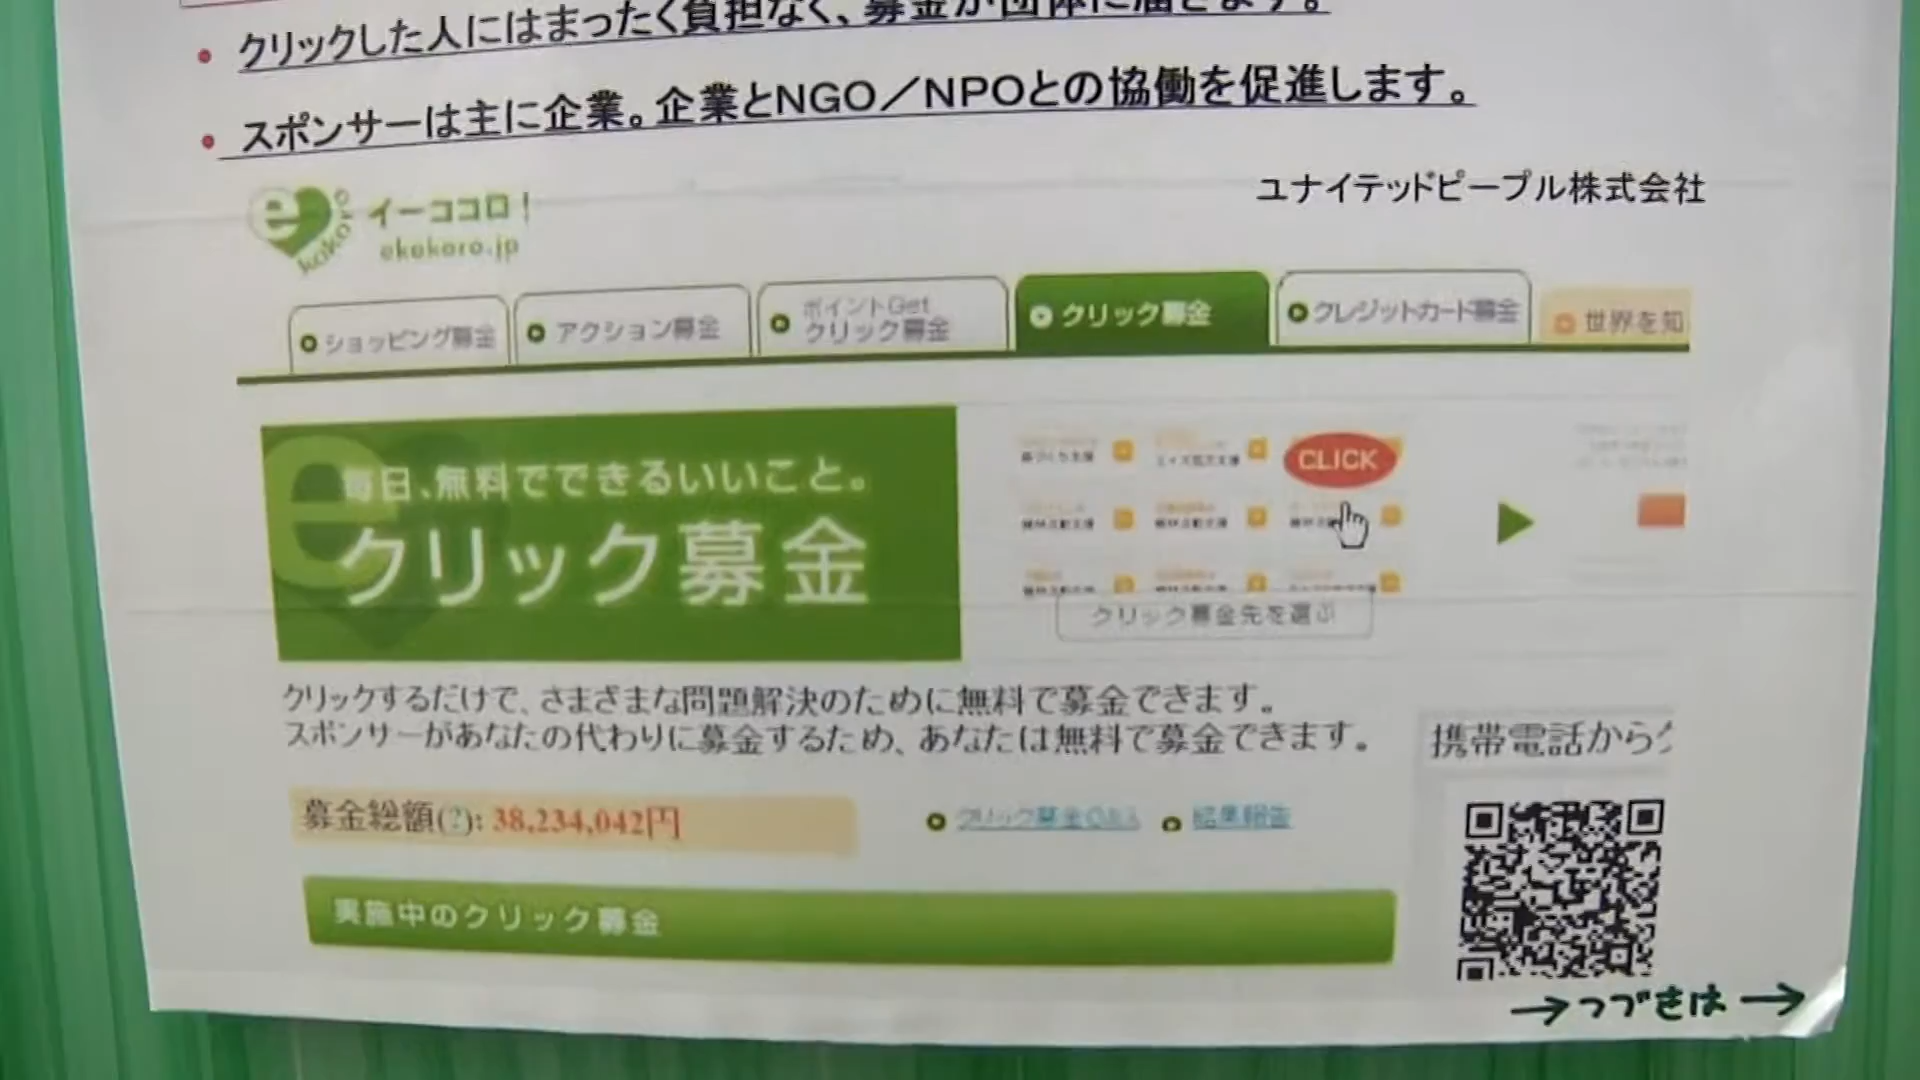 クリックした人にはまったく負担なく、募金が団体に届きます。
スポンサーは主に企業。企業とNGO／NPOとの協働を促進します。
ユナイテッドピープル株式会社
e kokoro
イーココロ！
ekokoro.jp
ショッピング募金
アクション募金
ポイントGet
クリック募金
クリック募金
クレジットカード募金
世界を知
毎日、無料でできるいいこと。
クリック募金
CLICK
クリック募金先を選ぶ
クリックするだけで、さまざまな問題解決のために無料で募金できます。
スポンサーがあなたの代わりに募金するため、あなたは無料で募金できます。
携帯電話から
募金総額(?): 38,234,042円
クリック募金Q&A
結果報告
実施中のクリック募金
→つづきは→